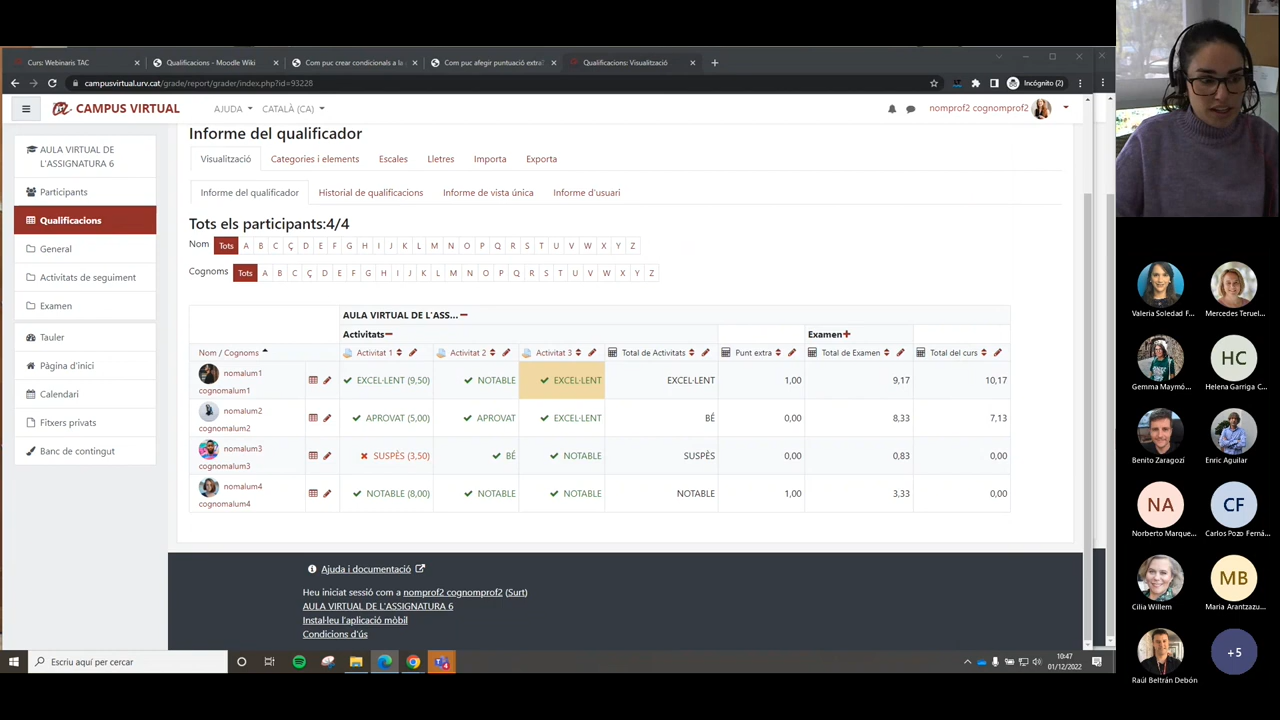 Curs: Webinaris TAC
Qualificacions - Moodle Wiki
Com puc crear condicionals a la
Com puc afegir puntuació extra?
Qualificacions: Visualització
campusvirtual.urv.cat/grade/report/grader/index.php?id=93228
Incògnito (2)
CAMPUS VIRTUAL
AJUDA
CATALÀ (CA)
nomprof2 cognomprof2
AULA VIRTUAL DE
L'ASSIGNATURA 6
Participants
Qualificacions
General
Activitats de seguiment
Examen
Tauler
Pàgina d'inici
Calendari
Fitxers privats
Banc de contingut
Informe del qualificador
Visualització Categories i elements Escales Lletres Importa Exporta
Informe del qualificador Historial de qualificacions Informe de vista única Informe d'usuari
Tots els participants:4/4
Nom Tots A B C Ç D E F G H I J K L M N O P Q R S T U V W X Y Z
Cognoms Tots A B C Ç D E F G H I J K L M N O P Q R S T U V W X Y Z
AULA VIRTUAL DE L'ASS...
Activitats Examen
Nom / Cognoms Activitat 1 Activitat 2 Activitat 3 Total de Activitats Punt extra Total de Examen Total del curs
nomalum1
cognomalum1
EXCEL·LENT (9,50) NOTABLE EXCEL·LENT EXCEL·LENT 1,00 9,17 10,17
nomalum2
cognomalum2
APROVAT (5,00) APROVAT EXCEL·LENT BÉ 0,00 8,33 7,13
nomalum3
cognomalum3
SUSPÈS (3,50) BÉ NOTABLE SUSPÈS 0,00 0,83 0,00
nomalum4
cognomalum4
NOTABLE (8,00) NOTABLE NOTABLE NOTABLE 1,00 3,33 0,00
Ajuda i documentació
Heu iniciat sessió com a nomprof2 cognomprof2 (Surt)
AULA VIRTUAL DE L'ASSIGNATURA 6
Instal·leu l'aplicació mòbil
Condicions d'ús
Escriu aquí per cercar
10:47
01/12/2022
Valeria Soledad F...
Mercedes Teruel...
HC
Gemma Maymó...
Helena Garriga C...
Benito Zaragozí
Enric Aguilar
NA
CF
Norberto Marque...
Carlos Pozo Ferná...
MB
Cilia Willem
Maria Arantzazu...
+5
Raúl Beltrán Debón